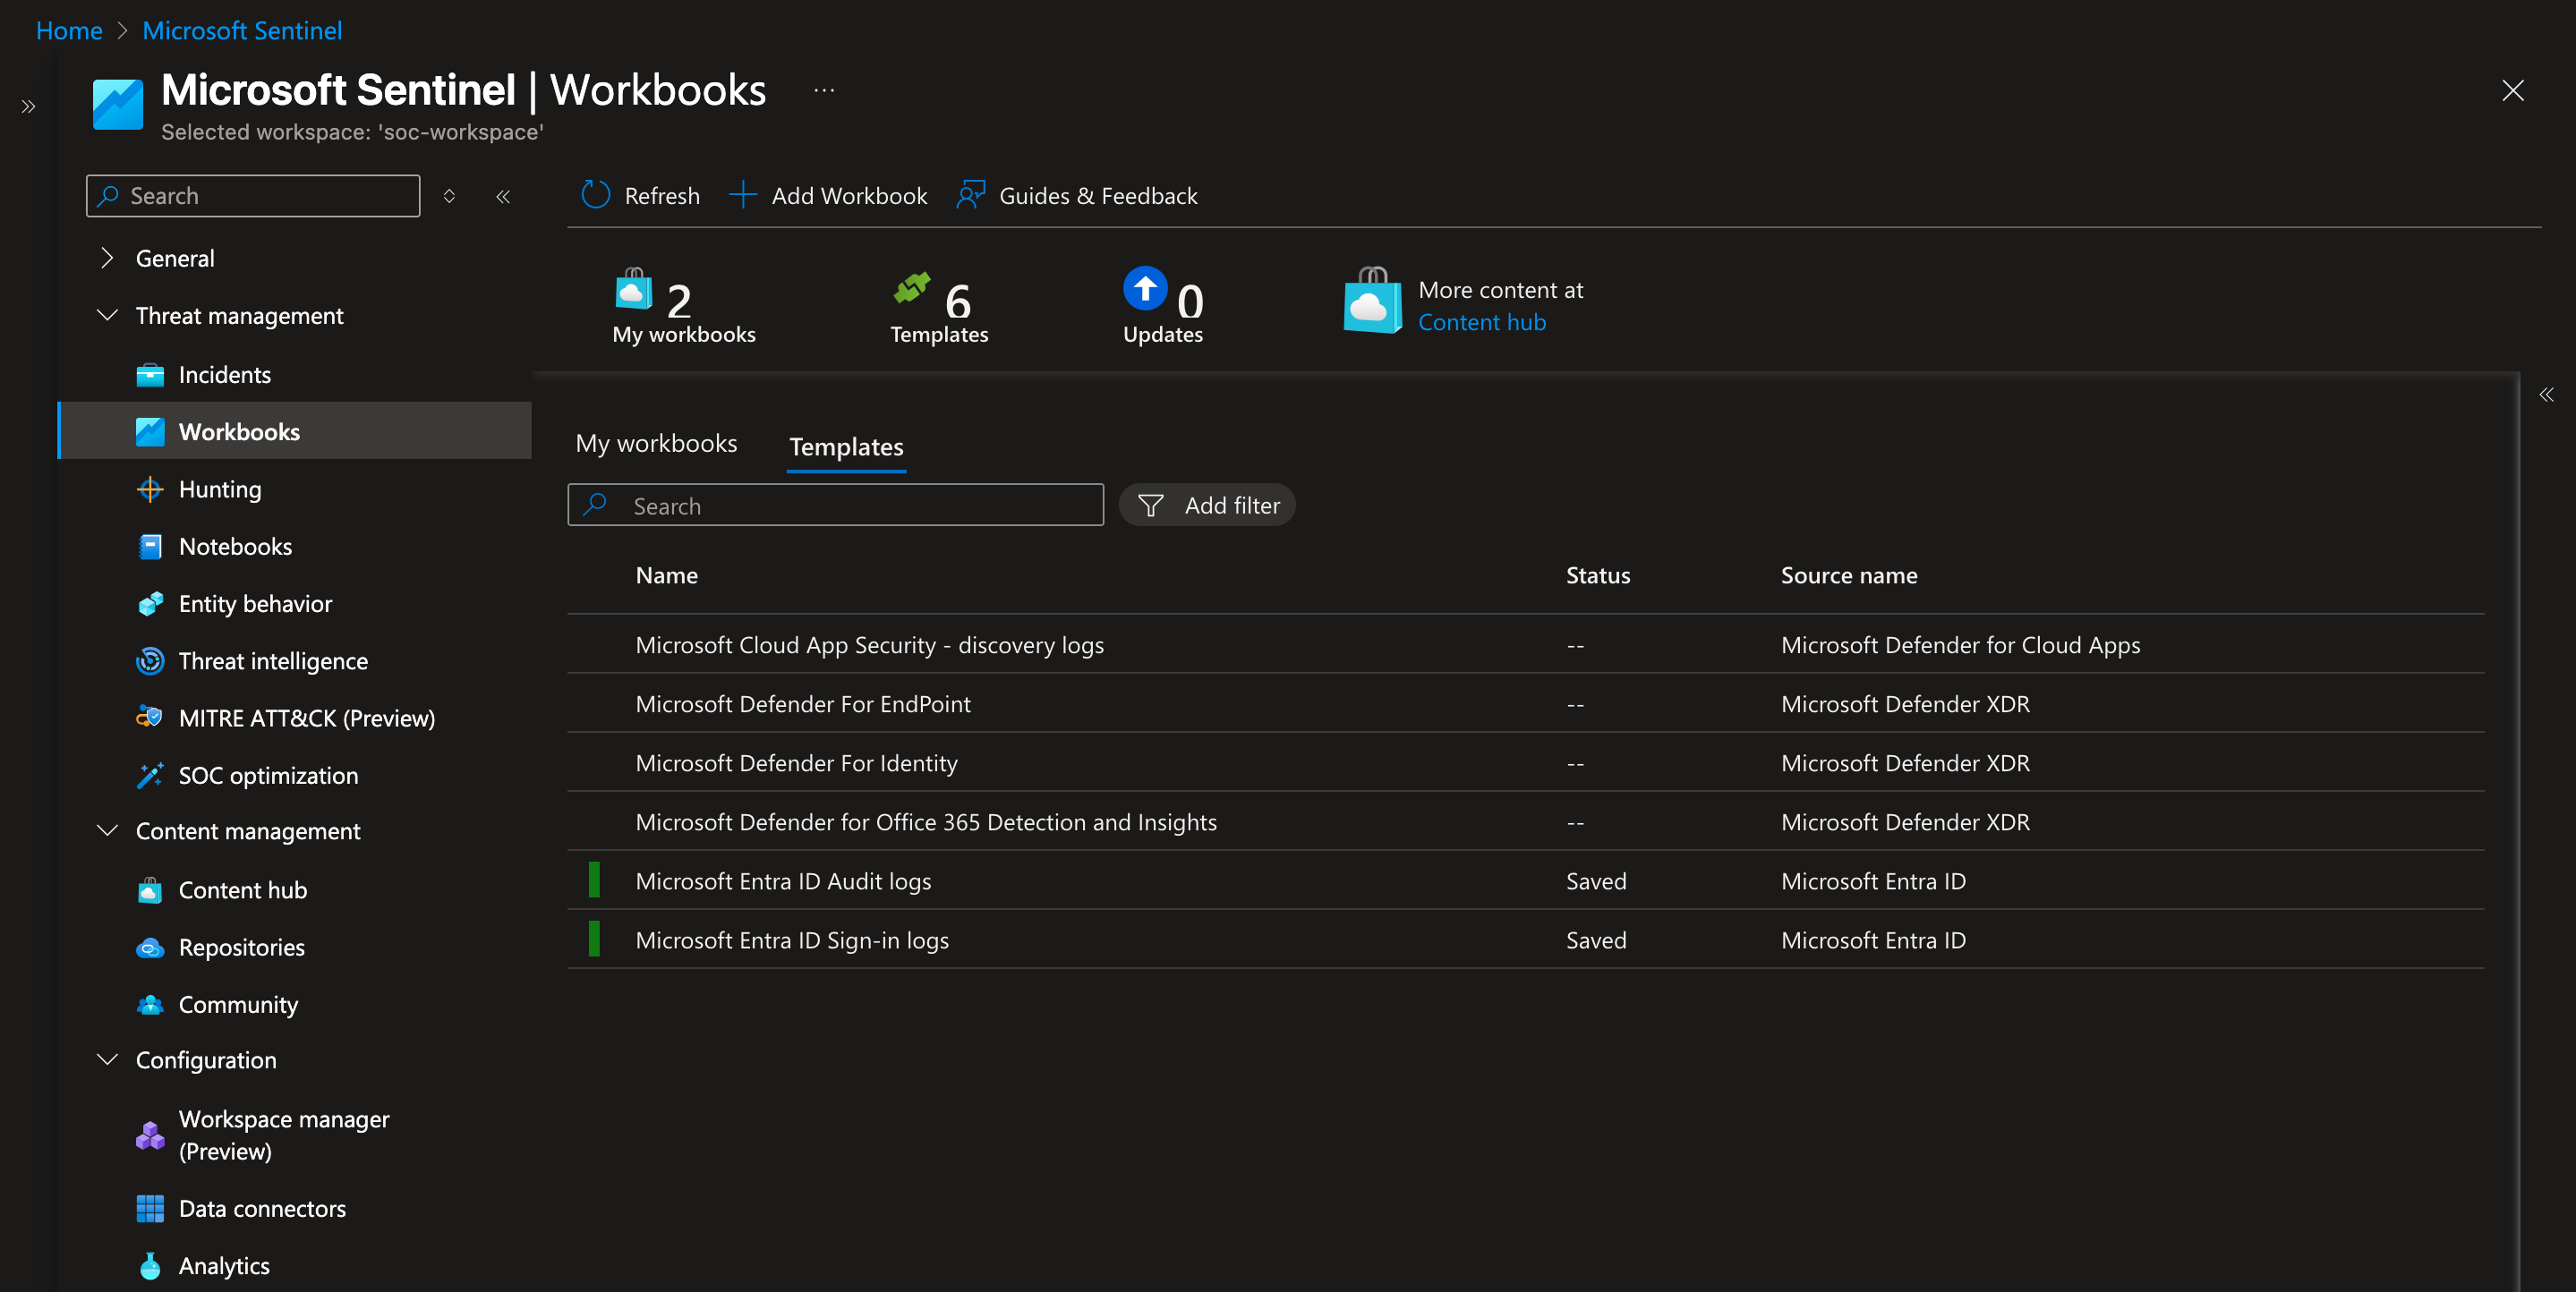 Home > Microsoft Sentinel
Microsoft Sentinel | Workbooks ...
Selected workspace: 'soc-workspace'
Search
General
Threat management
Incidents
Workbooks
Hunting
Notebooks
Entity behavior
Threat intelligence
MITRE ATT&CK (Preview)
SOC optimization
Content management
Content hub
Repositories
Community
Configuration
Workspace manager
(Preview)
Data connectors
Analytics
Refresh Add Workbook Guides & Feedback
2
My workbooks
6
Templates
0
Updates
More content at
Content hub
My workbooks Templates
Search Add filter
Name Status Source name
Microsoft Cloud App Security - discovery logs -- Microsoft Defender for Cloud Apps
Microsoft Defender For EndPoint -- Microsoft Defender XDR
Microsoft Defender For Identity -- Microsoft Defender XDR
Microsoft Defender for Office 365 Detection and Insights -- Microsoft Defender XDR
Microsoft Entra ID Audit logs Saved Microsoft Entra ID
Microsoft Entra ID Sign-in logs Saved Microsoft Entra ID